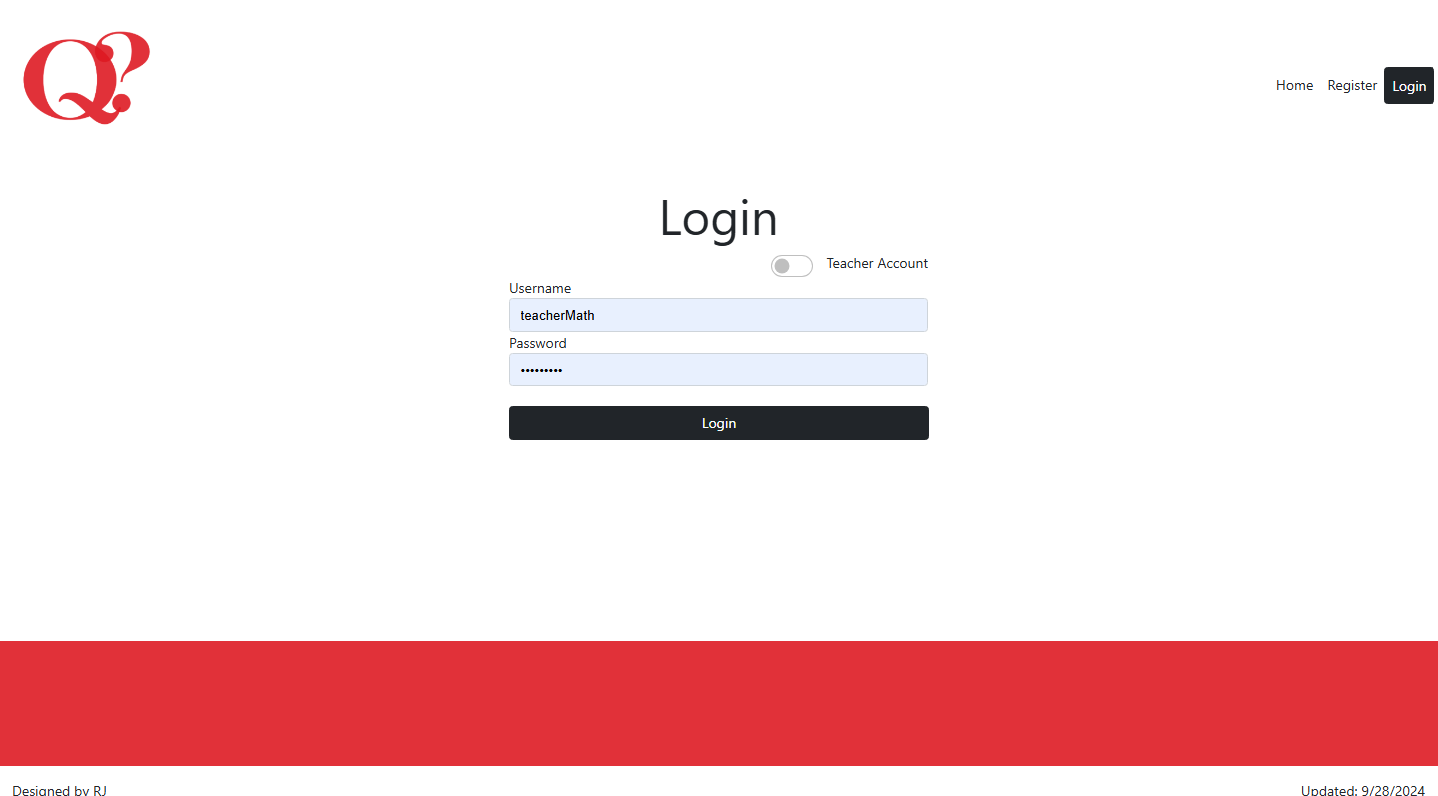 Q?
Home Register Login
Login
Teacher Account
Username
teacherMath
Password
•••••••••
Login
Designed by RJ
Updated: 9/28/2024